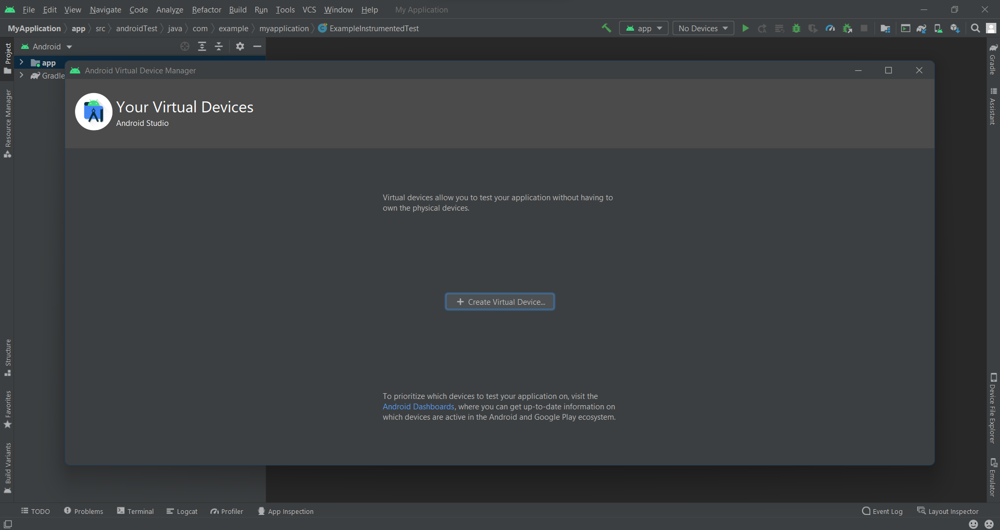 File Edit View Navigate Code Analyze Refactor Build Run Tools VCS Window Help My Application
MyApplication app src androidTest java com example myapplication ExampleInstrumentedTest app No Devices
Project
Android
app
Gradle
Resource Manager
Structure
Favorites
Build Variants
Android Virtual Device Manager
Your Virtual Devices
Android Studio
Virtual devices allow you to test your application without having to
own the physical devices.
Create Virtual Device...
To prioritize which devices to test your application on, visit the
Android Dashboards, where you can get up-to-date information on
which devices are active in the Android and Google Play ecosystem.
Gradle
Assistant
Device File Explorer
Emulator
TODO Problems Terminal Logcat Profiler App Inspection Event Log Layout Inspector